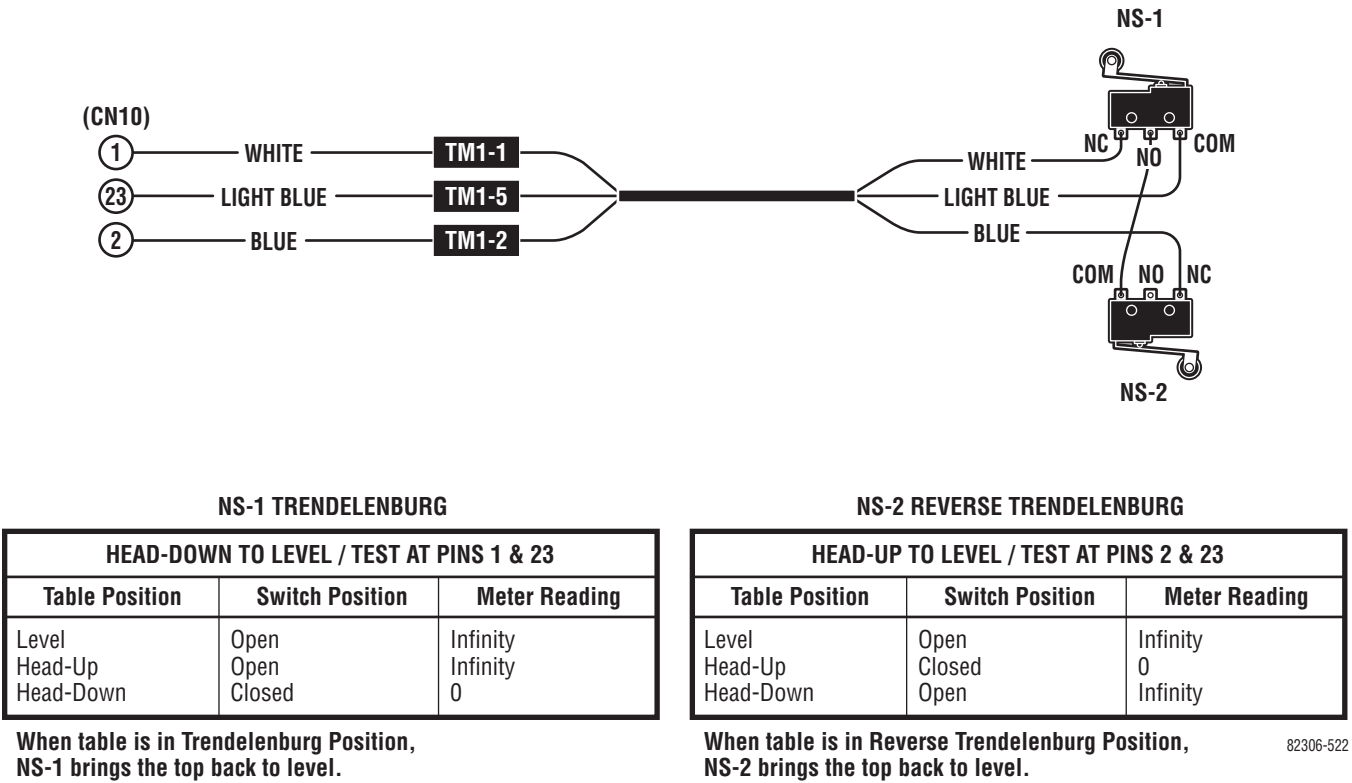 NS-1
(CN10)
1 WHITE TM1-1
23 LIGHT BLUE TM1-5
2 BLUE TM1-2
NC NO COM
WHITE
LIGHT BLUE
BLUE
COM NO NC
NS-2
NS-1 TRENDELENBURG
HEAD-DOWN TO LEVEL / TEST AT PINS 1 & 23
Table Position Switch Position Meter Reading
Level Open Infinity
Head-Up Open Infinity
Head-Down Closed 0
When table is in Trendelenburg Position,
NS-1 brings the top back to level.
NS-2 REVERSE TRENDELENBURG
HEAD-UP TO LEVEL / TEST AT PINS 2 & 23
Table Position Switch Position Meter Reading
Level Open Infinity
Head-Up Closed 0
Head-Down Open Infinity
When table is in Reverse Trendelenburg Position,
NS-2 brings the top back to level.
82306-522